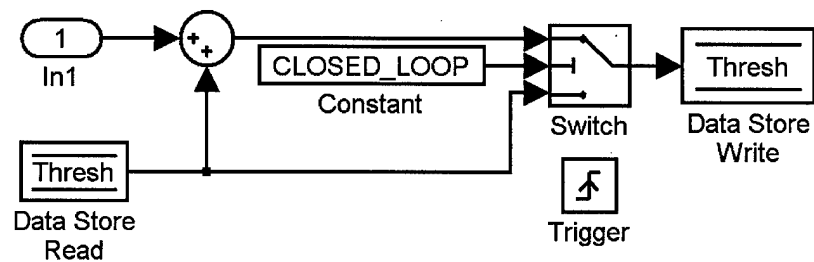 1
In1
+
+
CLOSED_LOOP
Constant
Switch
Thresh
Data Store
Write
Thresh
Data Store
Read
Trigger